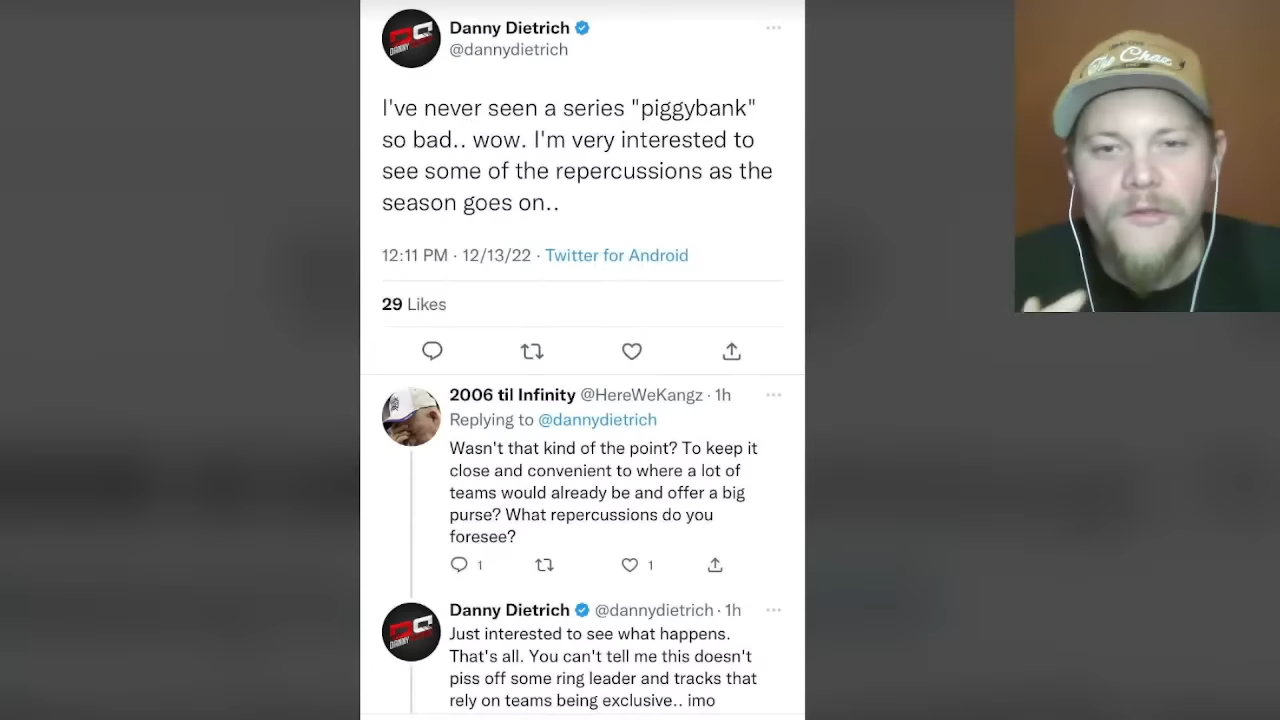 Danny Dietrich
@dannydietrich
I've never seen a series "piggybank"
so bad.. wow. I'm very interested to
see some of the repercussions as the
season goes on..
12:11 PM · 12/13/22 · Twitter for Android
29 Likes
2006 til Infinity @HereWeKangz · 1h
Replying to @dannydietrich
Wasn't that kind of the point? To keep it
close and convenient to where a lot of
teams would already be and offer a big
purse? What repercussions do you
foresee?
1 1
Danny Dietrich @dannydietrich · 1h
Just interested to see what happens.
That's all. You can't tell me this doesn't
piss off some ring leader and tracks that
rely on teams being exclusive.. imo
The Chaz